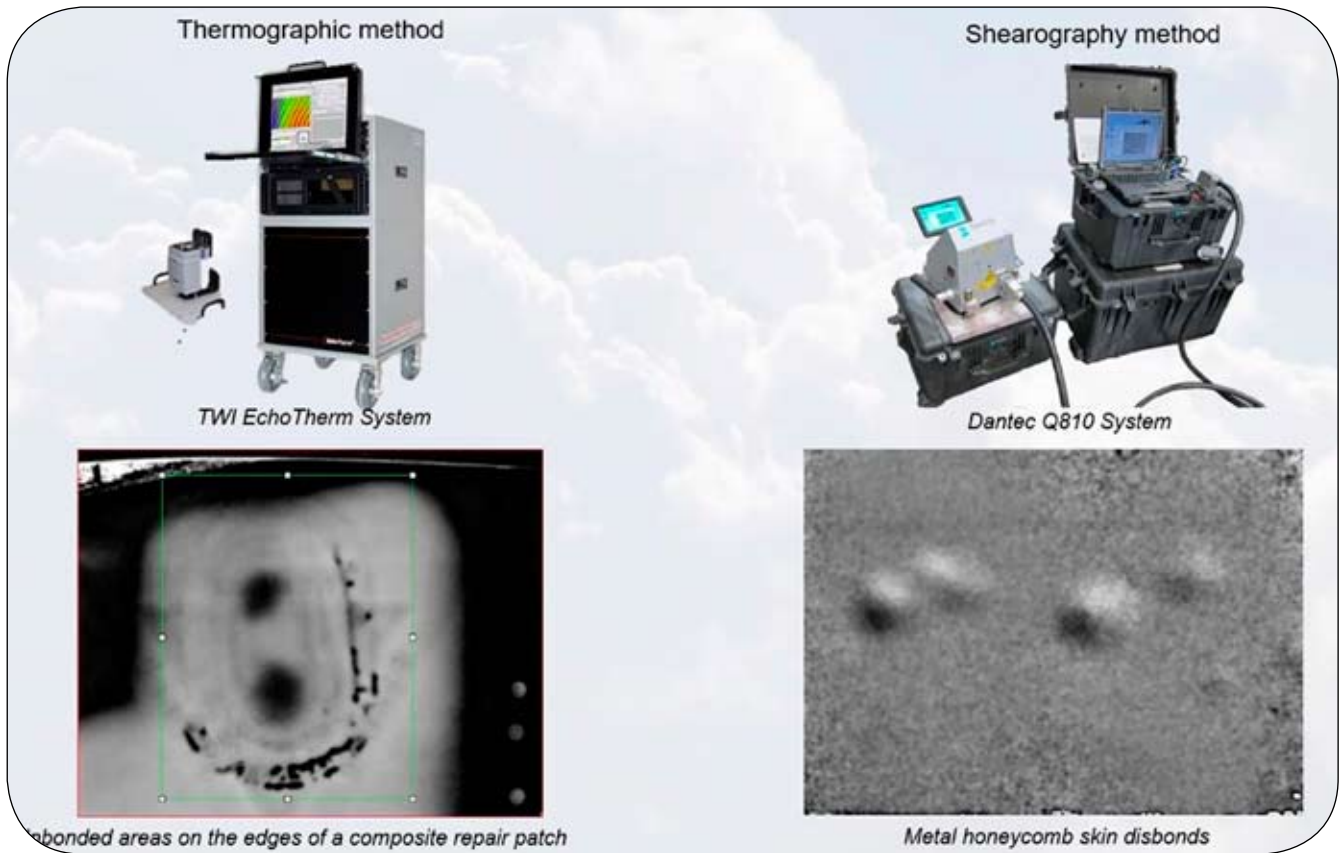 Thermographic method
Shearography method
TWI EchoTherm System
Dantec Q810 System
nbonded areas on the edges of a composite repair patch
Metal honeycomb skin disbonds